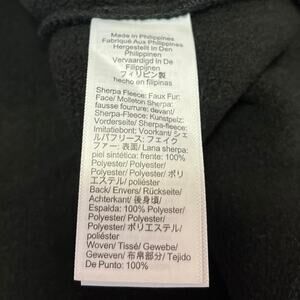 Made In Philippines
Fabriqué Aux Philippines
Hergestellt In Den
Philippinen
Vervaardigd In De
Filippijnen
フィリピン製
hecho en filipinas
Sherpa Fleece: Faux Fur:
Face/ Molleton Sherpa:
fausse fourrure: devant/
Sherpa-Fleece: Kunstpelz:
Vorderseite/ Sherpa-fleece:
Imitatiebont: Voorkant/ シェ
ルパフリース: フェイク
ファー: 表面/ Lana sherpa:
piel sintética: frente: 100%
Polyester/ Polyester/
Polyester/ Polyester/ ポリ
エステル/ poliéster
Back/ Envers/ Rückseite/
Achterkant/ 後身頃/
Espalda: 100% Polyester/
Polyester/ Polyester/
Polyester/ ポリエステル/
poliéster
Woven/ Tissé/ Gewebe/
Geweven/ 布帛部分/ Tejido
De Punto: 100%